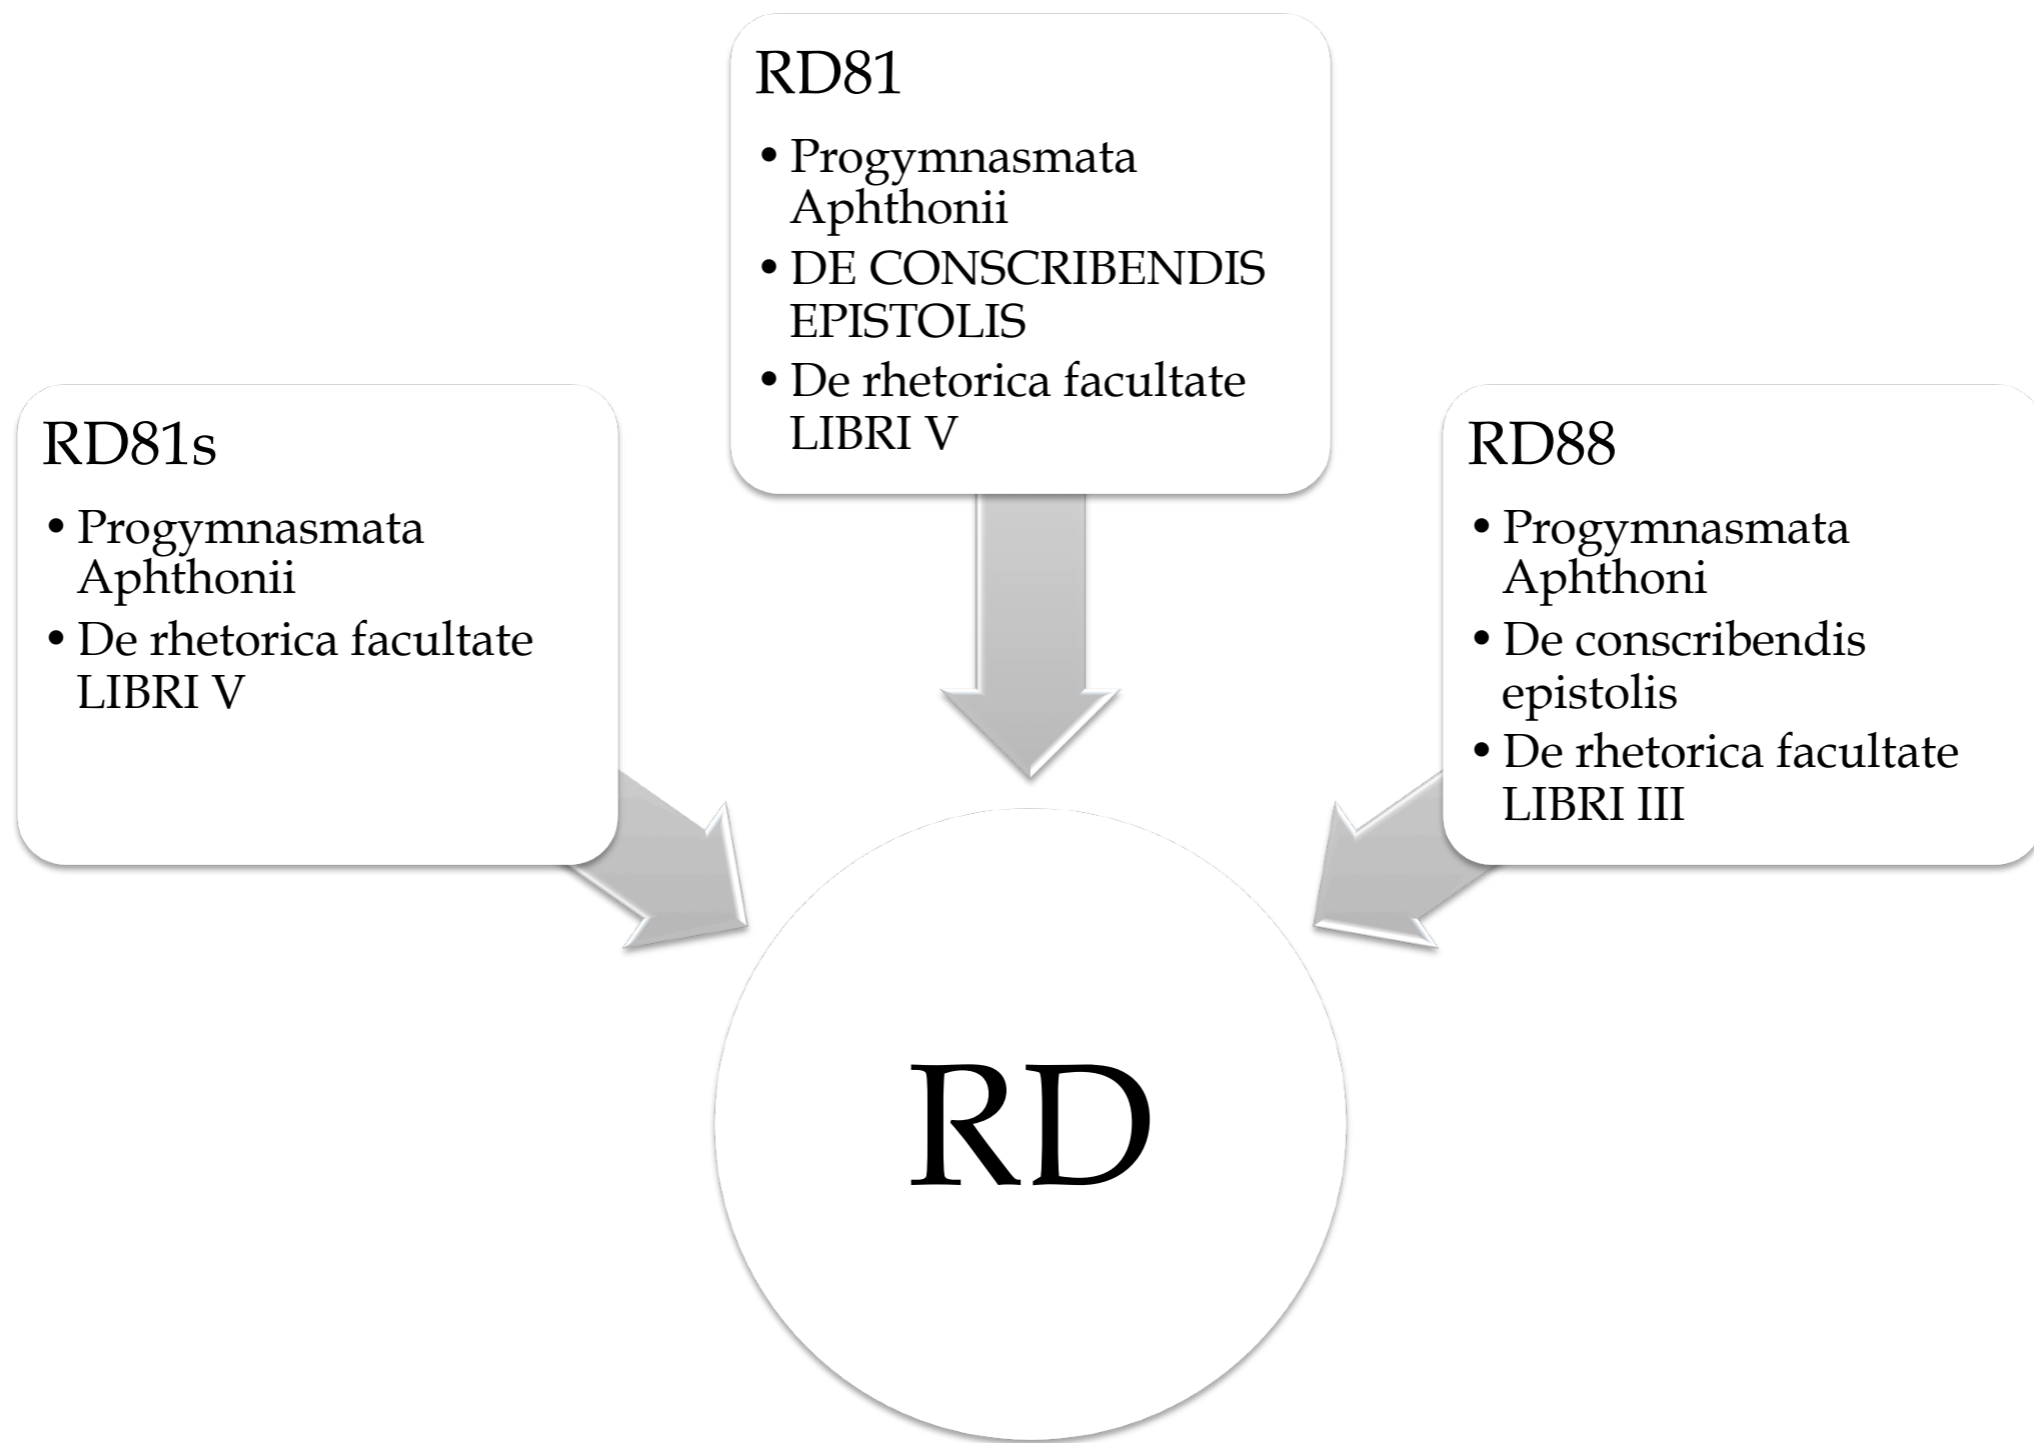 RD81
• Progymnasmata
Aphthonii
• DE CONSCRIBENDIS
EPISTOLIS
• De rhetorica facultate
LIBRI V
RD81s
• Progymnasmata
Aphthonii
• De rhetorica facultate
LIBRI V
RD88
• Progymnasmata
Aphthoni
• De conscribendis
epistolis
• De rhetorica facultate
LIBRI III
RD